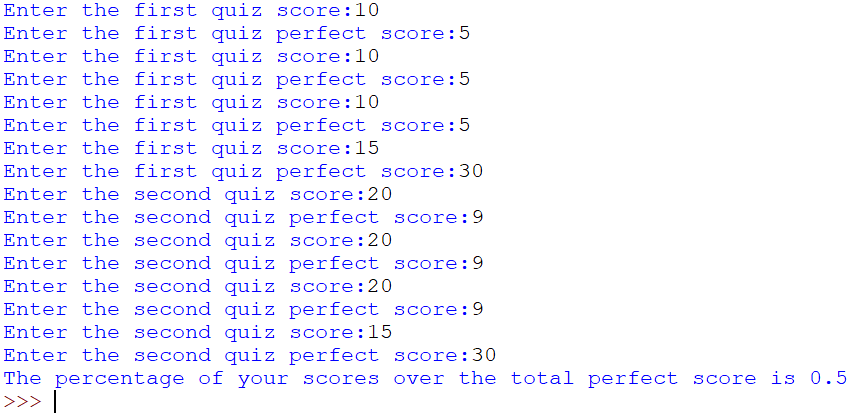 Enter the first quiz score:10
Enter the first quiz perfect score:5
Enter the first quiz score:10
Enter the first quiz perfect score:5
Enter the first quiz score:10
Enter the first quiz perfect score:5
Enter the first quiz score:15
Enter the first quiz perfect score:30
Enter the second quiz score:20
Enter the second quiz perfect score:9
Enter the second quiz score:20
Enter the second quiz perfect score:9
Enter the second quiz score:20
Enter the second quiz perfect score:9
Enter the second quiz score:15
Enter the second quiz perfect score:30
The percentage of your scores over the total perfect score is 0.5
>>>